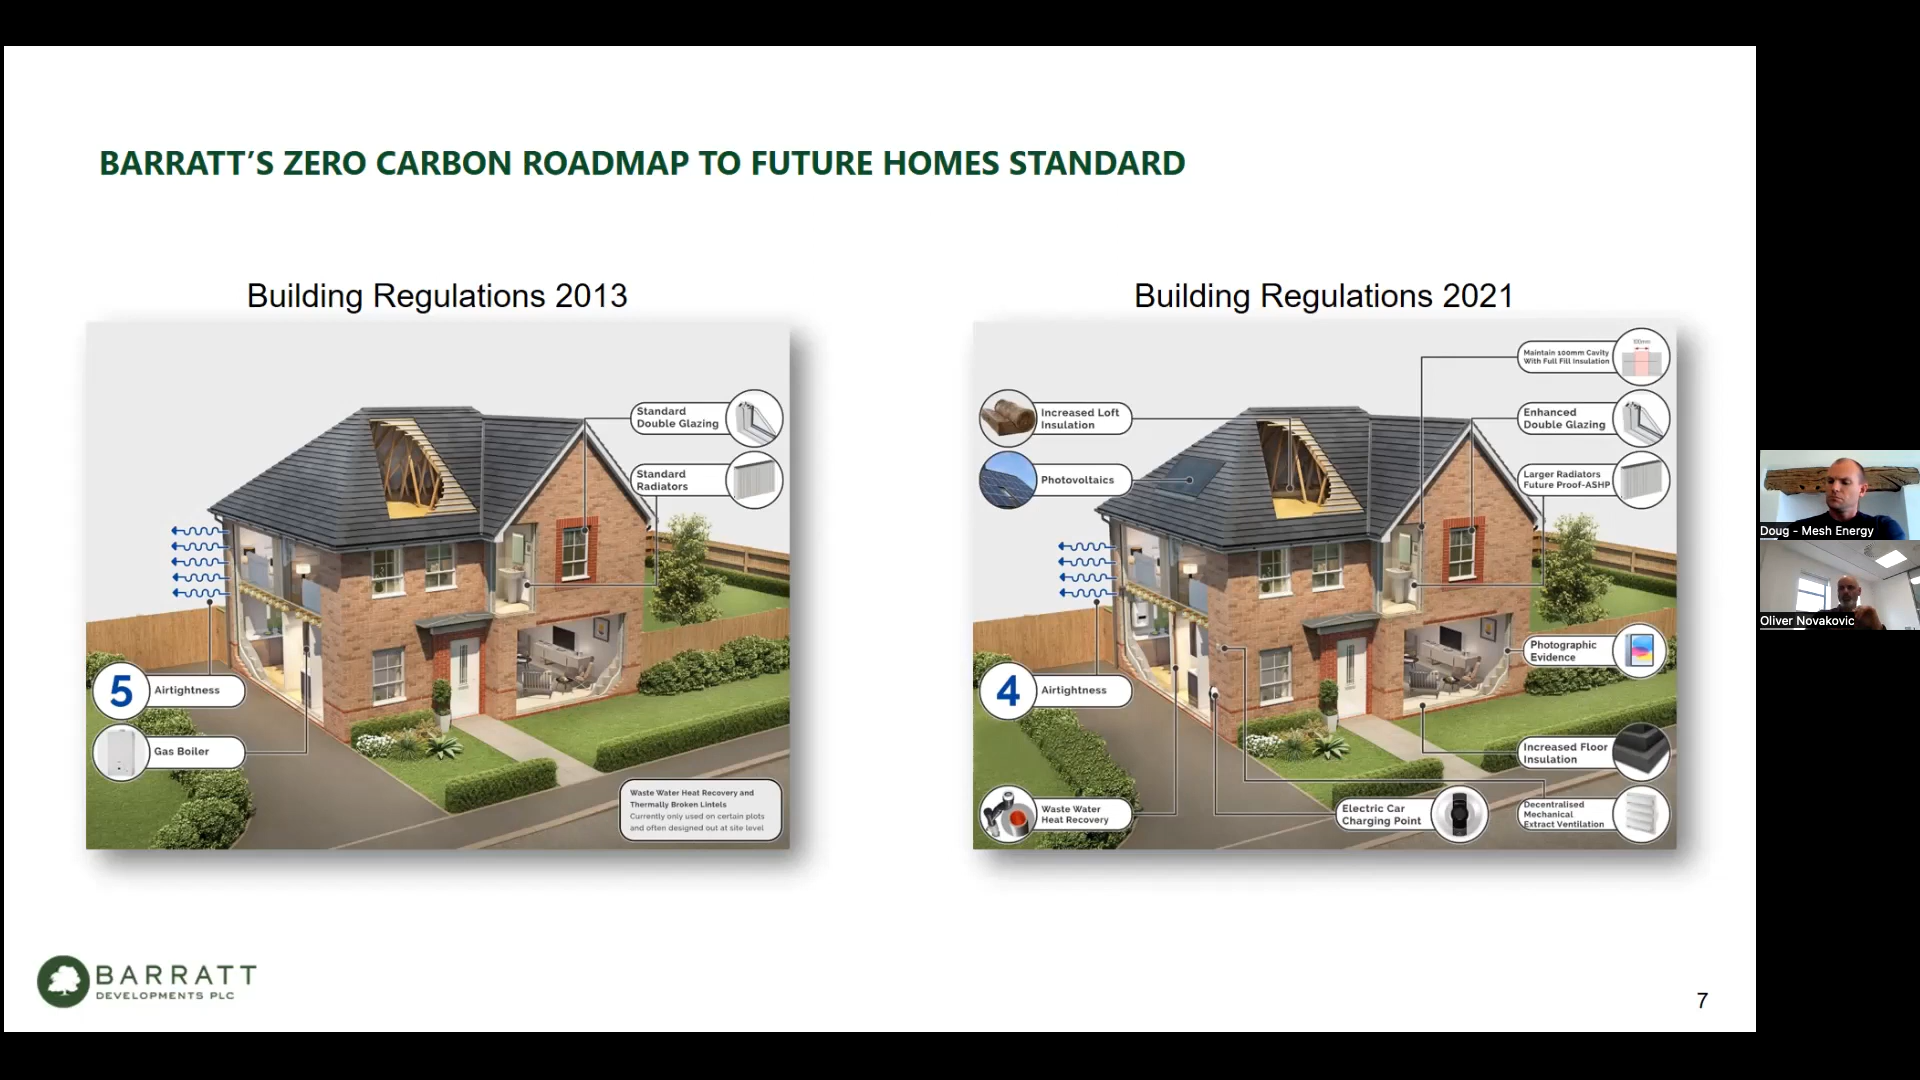 BARRATT'S ZERO CARBON ROADMAP TO FUTURE HOMES STANDARD
Building Regulations 2013
Standard
Double Glazing
Standard
Radiators
5
Airtightness
Gas Boiler
Waste Water Heat Recovery and
Thermally Broken Lintels
Currently only used on certain plots
and often designed out at site level
Building Regulations 2021
100mm
Maintain 100mm Cavity
With Full Fill Insulation
Increased Loft
Insulation
Enhanced
Double Glazing
Photovoltaics
Larger Radiators
Future Proof-ASHP
Photographic
Evidence
4
Airtightness
Increased Floor
Insulation
Waste Water
Heat Recovery
Electric Car
Charging Point
Decentralised
Mechanical
Extract Ventilation
BARRATT
DEVELOPMENTS PLC
7
Doug - Mesh Energy
Oliver Novakovic